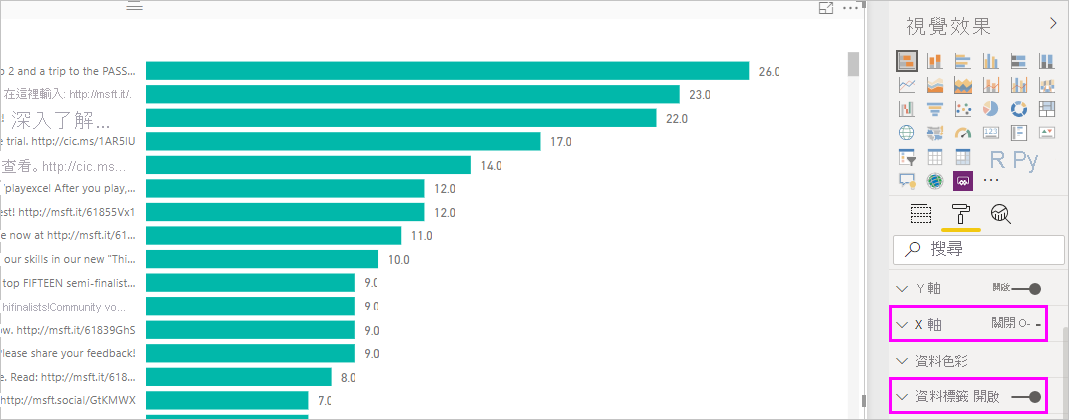 視覺效果
o 2 and a trip to the PASS... 26.0
在這裡輸入: http://msft.it/. 23.0
! 深入了解... 22.0
e trial. http://cic.ms/1AR5IU 17.0
查看。http://cic.ms... 14.0
'playexcel After you play,... 12.0
est! http://msft.it/61855Vx1 12.0
e now at http://msft.it/61... 11.0
our skills in our new "Thi... 10.0
top FIFTEEN semi-finalist... 9.0
hifinalists!Community vo... 9.0
ow. http://msft.it/61839GhS 9.0
Please share your feedback! 9.0
e. Read: http://msft.it/618... 8.0
http://msft.social/GtKMWX 7.0
123
R Py
...
搜尋
Y 軸 開啟
X 軸 關閉
資料色彩
資料標籤 開啟